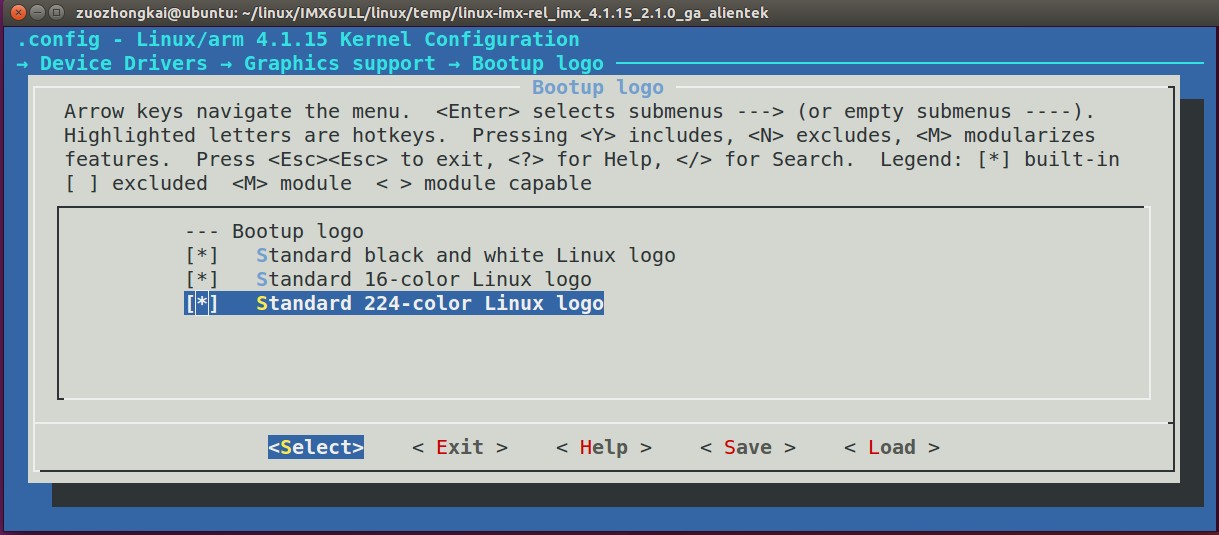 zuozhongkai@ubuntu: ~/linux/IMX6ULL/linux/temp/linux-imx-rel_imx_4.1.15_2.1.0_ga_alientek
.config - Linux/arm 4.1.15 Kernel Configuration
→ Device Drivers → Graphics support → Bootup logo
Bootup logo
Arrow keys navigate the menu.  <Enter> selects submenus ---> (or empty submenus ----).
Highlighted letters are hotkeys.  Pressing <Y> includes, <N> excludes, <M> modularizes
features.  Press <Esc><Esc> to exit, <?> for Help, </> for Search.  Legend: [*] built-in
[ ] excluded  <M> module  < > module capable
--- Bootup logo
[*]   Standard black and white Linux logo
[*]   Standard 16-color Linux logo
[*]   Standard 224-color Linux logo
<Select>    < Exit >    < Help >    < Save >    < Load >